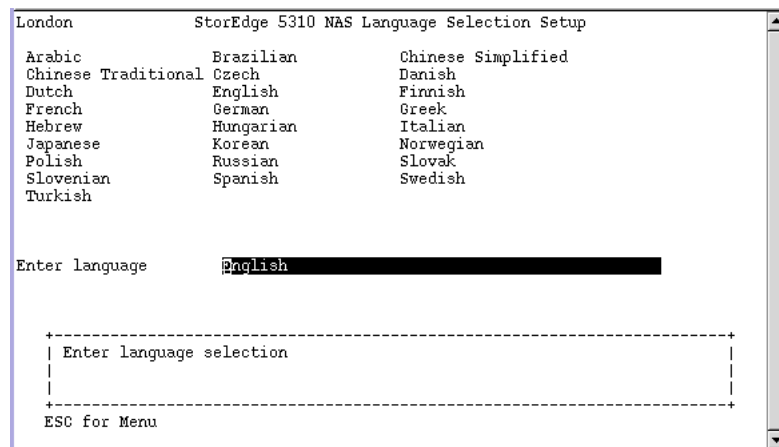 London StorEdge 5310 NAS Language Selection Setup
Arabic Brazilian Chinese Simplified
Chinese Traditional Czech Danish
Dutch English Finnish
French German Greek
Hebrew Hungarian Italian
Japanese Korean Norwegian
Polish Russian Slovak
Slovenian Spanish Swedish
Turkish
Enter language English
Enter language selection
ESC for Menu